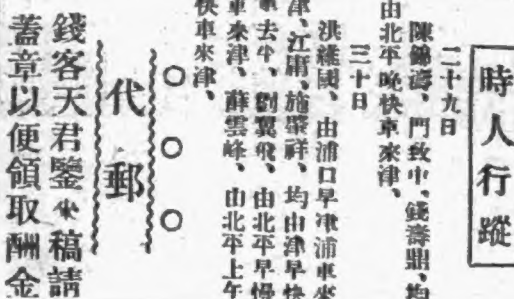 時人行蹤
二十九日
陳錦濤、門致中、錢壽鼎、均
由北平晚快車來津、
三十日
洪維國、由浦口早津浦車來
津、江庸、施肇祥、均由津早快
車去平、劉翼飛、由北平早慢
車來津、薛雲峰、由北平上午
快車來津、
○○○
代郵
錢客天君鑒來稿請
蓋章以便領取酬金